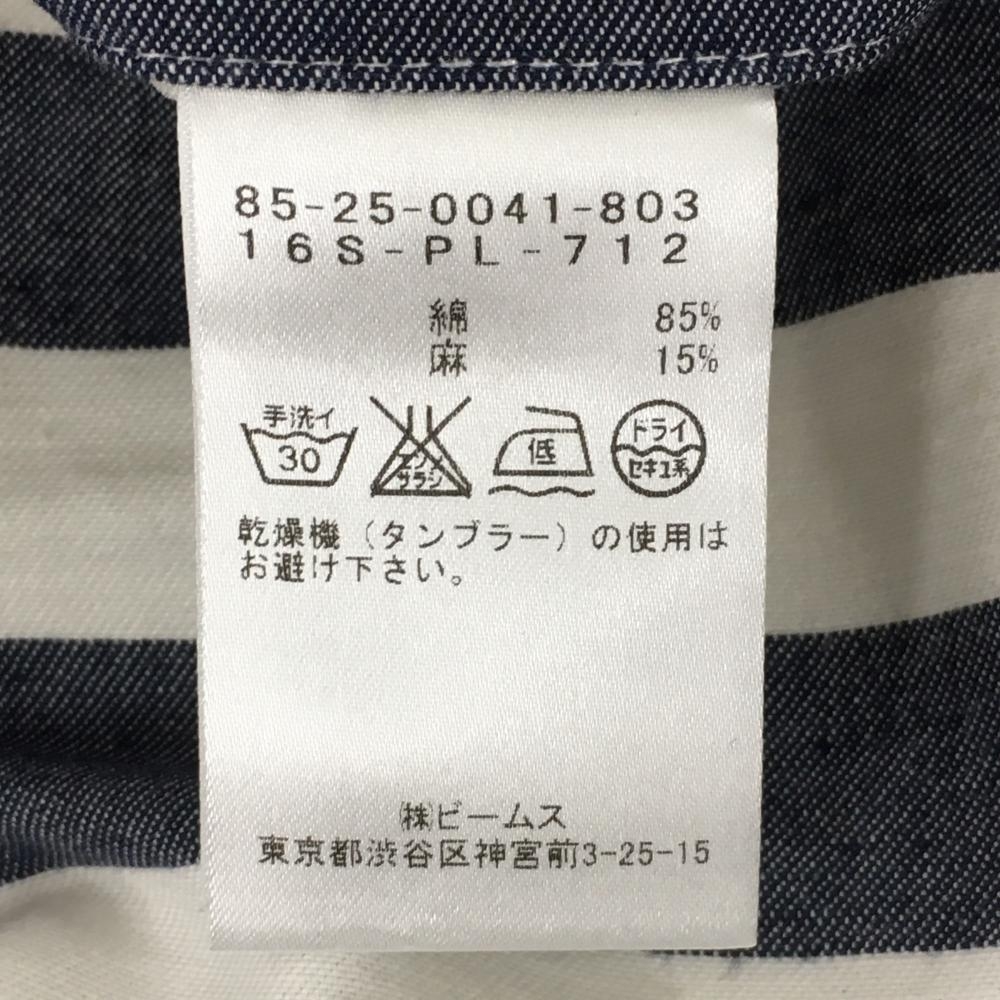 85-25-0041-803
16S-PL-712
綿 85%
麻 15%
手洗イ
30
エンソ
サラシ
低
ドライ
セキユ系
乾燥機(タンブラー)の使用は
お避け下さい。
㈱ビームス
東京都渋谷区神宮前3-25-15